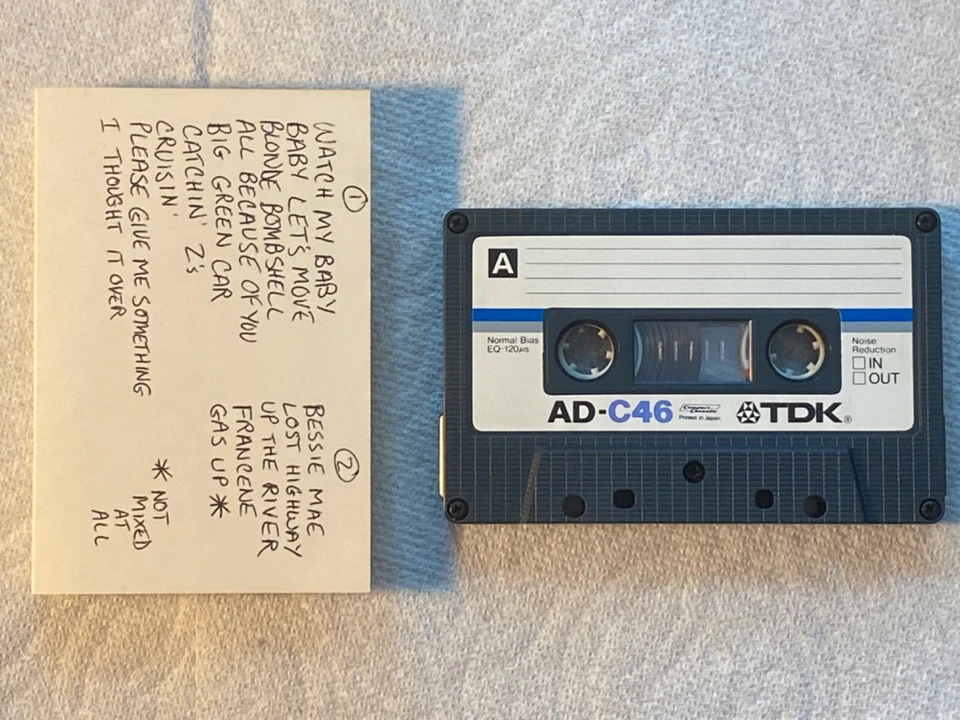 ①
WATCH MY BABY
BABY LET'S MOVE
BLONDE BOMBSHELL
ALL BECAUSE OF YOU
BIG GREEN CAR
CATCHIN' Z's
CRUISIN'
PLEASE GIVE ME SOMETHING
I THOUGHT IT OVER
②
BESSIE MAE
LOST HIGHWAY
UP THE RIVER
FRANCENE
GAS UP*
* NOT
MIXED
AT
ALL
A
Normal Bias
EQ-120µs
Noise
Reduction
IN
OUT
AD-C46
Compact
Cassette
Printed in Japan
TDK®